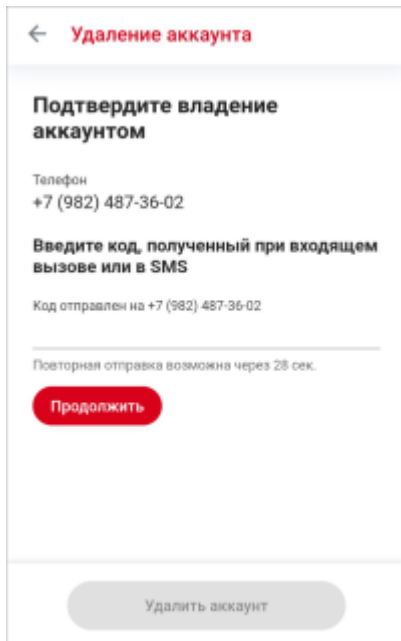 Удаление аккаунта
Подтвердите владение
аккаунтом
Телефон
+7 (982) 487-36-02
Введите код, полученный при входящем
вызове или в SMS
Код отправлен на +7 (982) 487-36-02
Повторная отправка возможна через 28 сек.
Продолжить
Удалить аккаунт